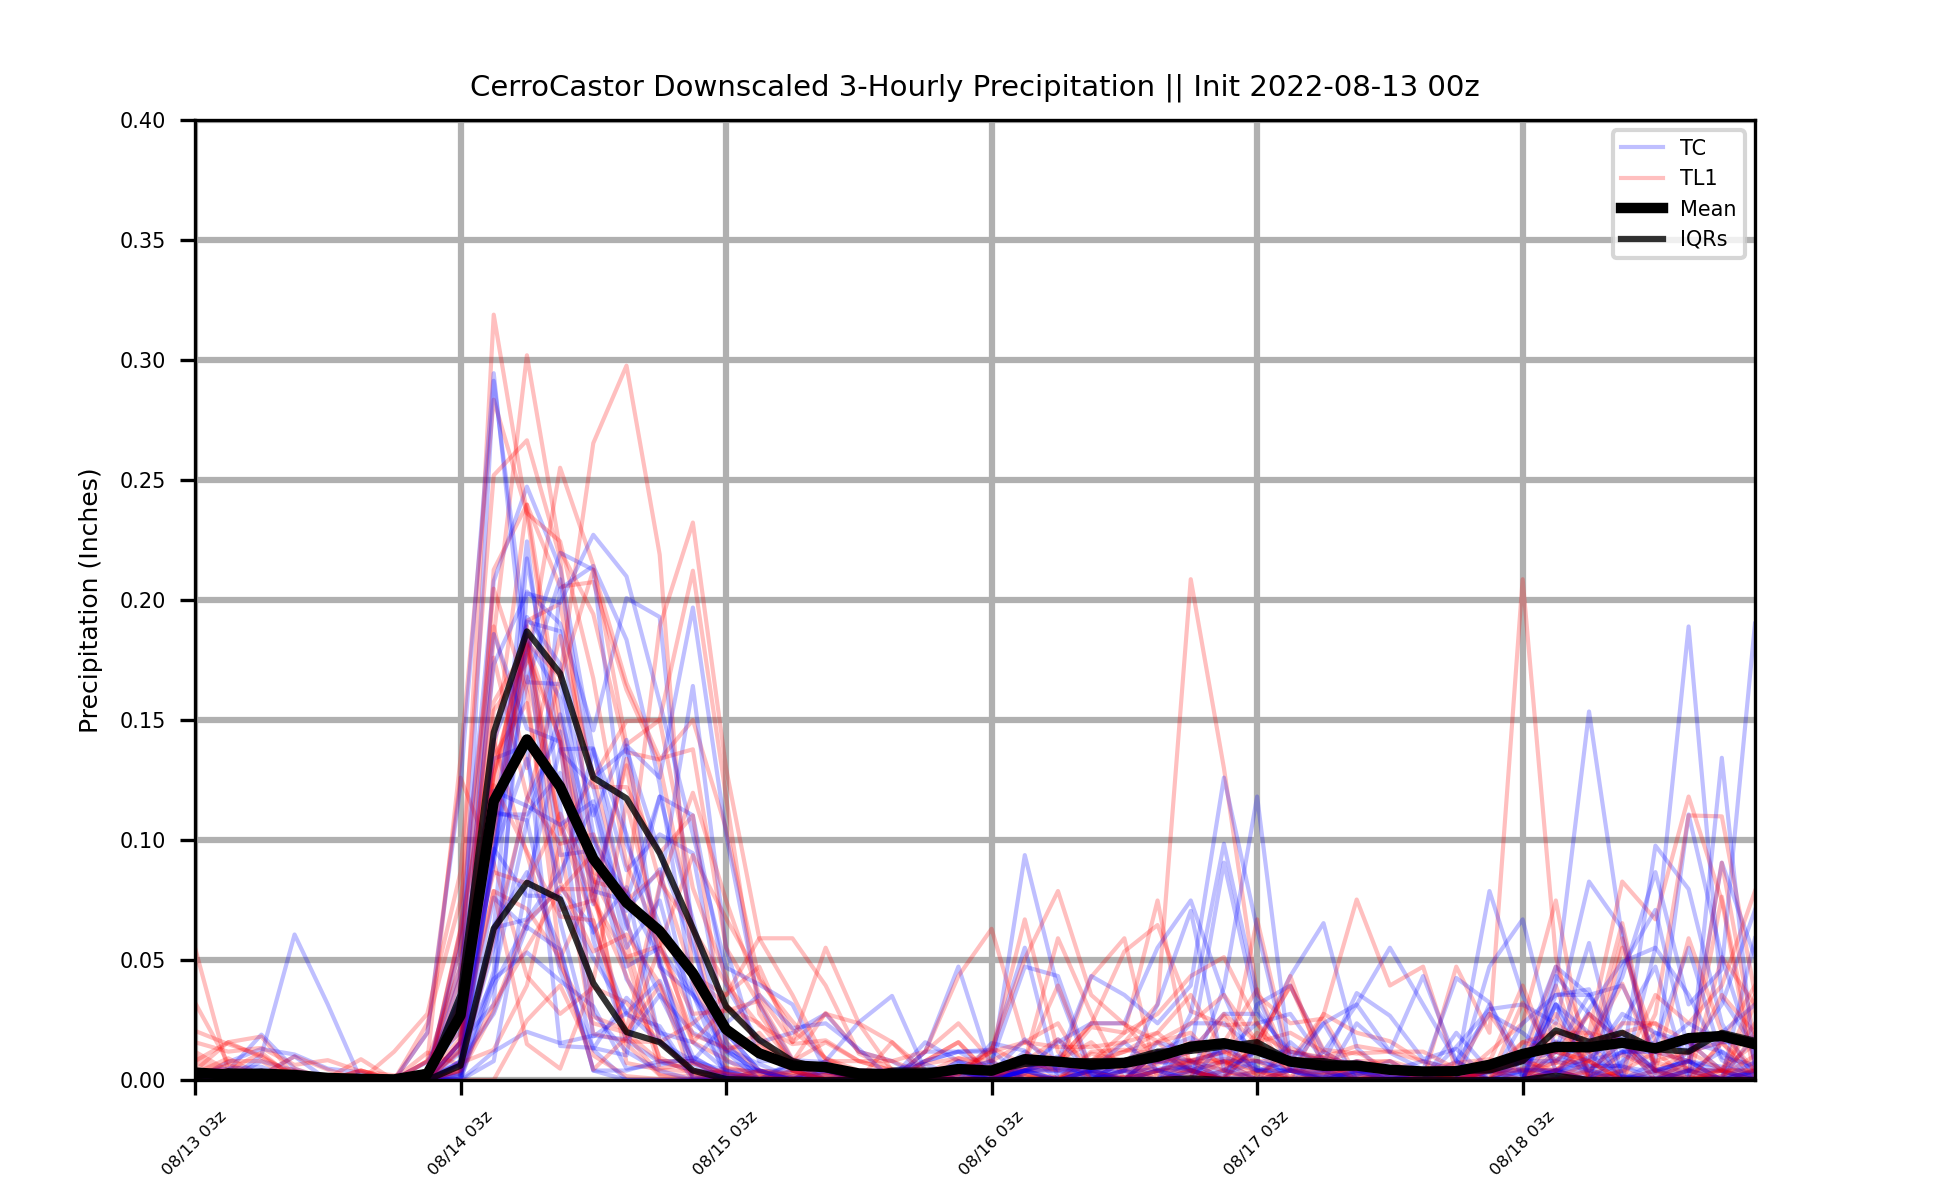 CerroCastor Downscaled 3-Hourly Precipitation || Init 2022-08-13 00z
TC
TL1
Mean
IQRs
Precipitation (Inches)
0.40
0.35
0.30
0.25
0.20
0.15
0.10
0.05
0.00
08/13 03z
08/14 03z
08/15 03z
08/16 03z
08/17 03z
08/18 03z